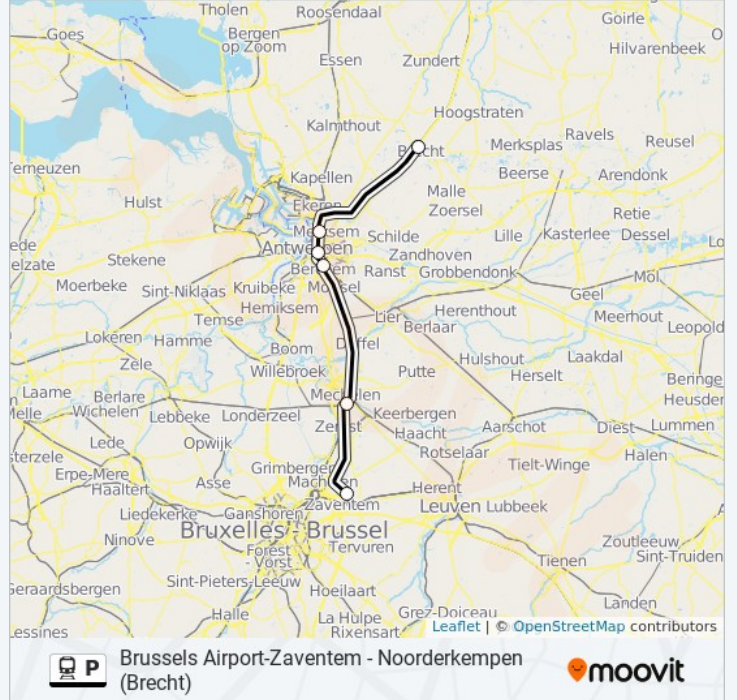 Tholen
Roosendaal
Goirle
Goes
Bergen
op Zoom
Hilvarenbeek
O
Essen
Zundert
Hoogstraten
Kalmthout
Ravels
Brecht
Merksplas
Reusel
Terneuzen
Kapellen
Beerse
Arendonk
Malle
Hulst
Ekeren
Zoersel
Retie
Merksem
Schilde
Lille
Kasterlee
Dessel
Lo
ede
Antwerpen
Zandhoven
elzate
Stekene
Berchem
Ranst
Grobbendonk
Mol
Moerbeke
Sint-Niklaas
Kruibeke
Mortsel
Geel
Hemiksem
Herenthout
Meerhout
Temse
Lier
Berlaar
Leopold
Lokeren
Hamme
Boom
Duffel
Hulshout
Laakdal
Zele
Willebroek
Putte
Herselt
Beringe
Laarne
Berlare
Mechelen
Heusden
Melle
Wichelen
Lebbeke
Londerzeel
Keerbergen
Zemst
Haacht
Aarschot
Diest
Lummen
Lede
Opwijk
Rotselaar
sterzele
Halen
Erpe-Mere
Grimbergen
Tielt-Winge
Haaltert
Asse
Machelen
Herent
Zaventem
Leuven
Lubbeek
Liedekerke
Ganshoren
Bruxelles - Brussel
Ninove
Zoutleeuw
Forest
- Vorst
Tervuren
Sint-Truiden
Tienen
Sint-Pieters-Leeuw
Geraardsbergen
Hoeilaart
Landen
Halle
La Hulpe
Grez-Doiceau
essines
Rixensart
Leaflet | © OpenStreetMap contributors
P
Brussels Airport-Zaventem - Noorderkempen
(Brecht)
moovit